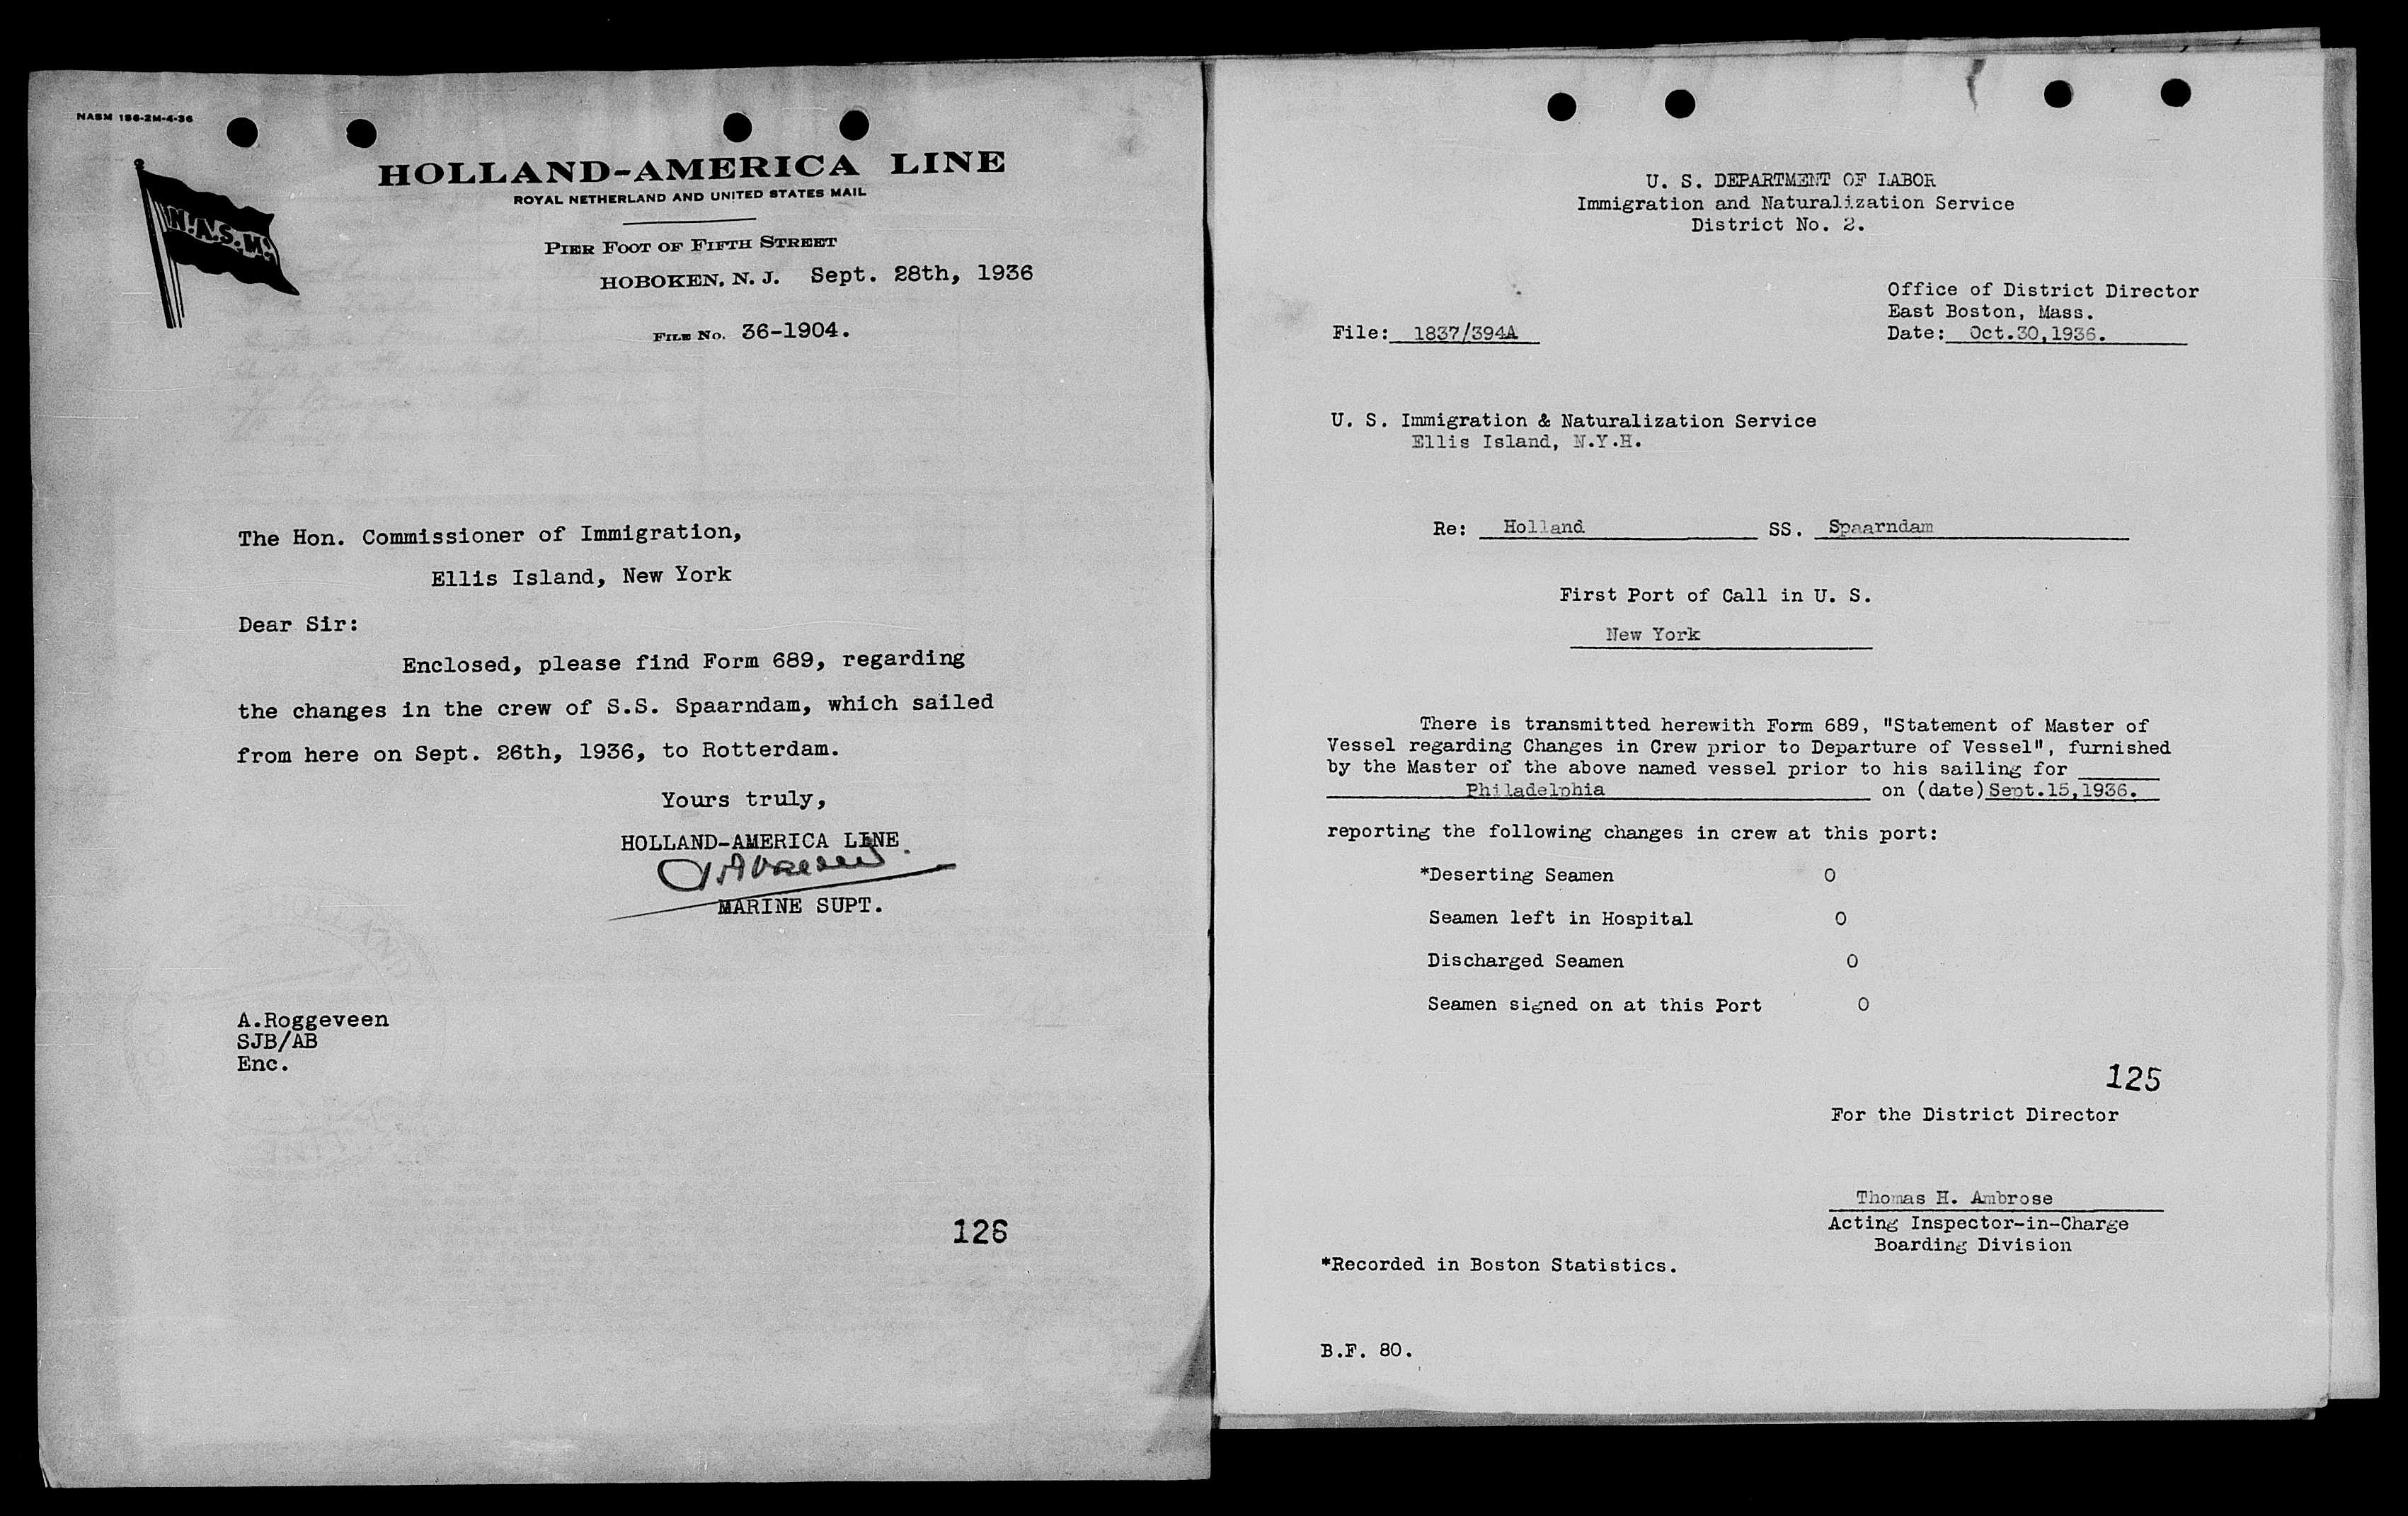 NASM 186-2M-4-36
N.A.S.M.
HOLLAND-AMERICA LINE
ROYAL NETHERLAND AND UNITED STATES MAIL
PIER FOOT OF FIFTH STREET
HOBOKEN, N. J. Sept. 28th, 1936
FILE No. 36-1904.
The Hon. Commissioner of Immigration,
Ellis Island, New York
Dear Sir:
Enclosed, please find Form 689, regarding
the changes in the crew of S.S. Spaarndam, which sailed
from here on Sept. 26th, 1936, to Rotterdam.
Yours truly,
HOLLAND-AMERICA LINE.
MARINE SUPT.
A.Roggeveen
SJB/AB
Enc.
126
U. S. DEPARTMENT OF LABOR
Immigration and Naturalization Service
District No. 2.
Office of District Director
East Boston, Mass.
File: 1837/394A Date: Oct.30,1936.
U. S. Immigration & Naturalization Service
Ellis Island, N.Y.H.
Re: Holland SS. Spaarndam
First Port of Call in U. S.
New York
There is transmitted herewith Form 689, "Statement of Master of
Vessel regarding Changes in Crew prior to Departure of Vessel", furnished
by the Master of the above named vessel prior to his sailing for
Philadelphia on (date) Sept.15,1936.
reporting the following changes in crew at this port:
*Deserting Seamen 0
Seamen left in Hospital 0
Discharged Seamen 0
Seamen signed on at this Port 0
125
For the District Director
Thomas H. Ambrose
Acting Inspector-in-Charge
Boarding Division
*Recorded in Boston Statistics.
B.F. 80.